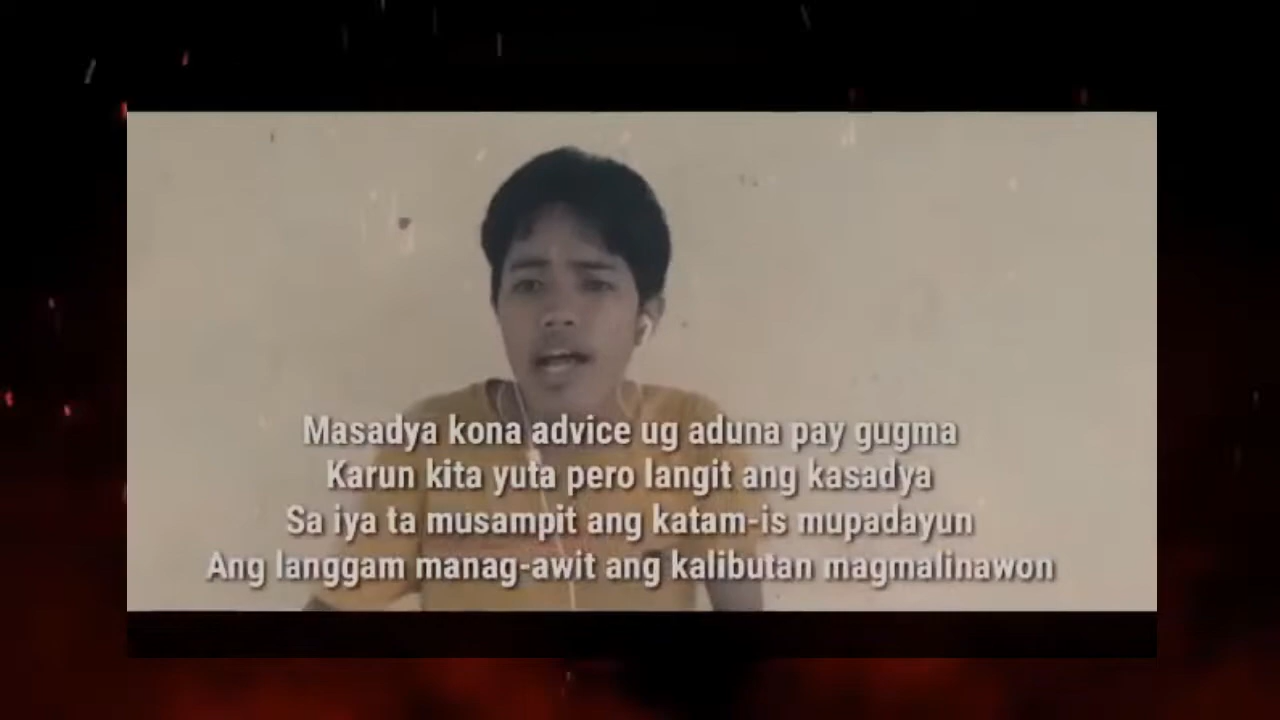 Masadya kona advice ug aduna pay gugma
Karun kita yuta pero langit ang kasadya
Sa iya ta musampit ang katam-is mupadayun
Ang langgam manag-awit ang kalibutan magmalinawon